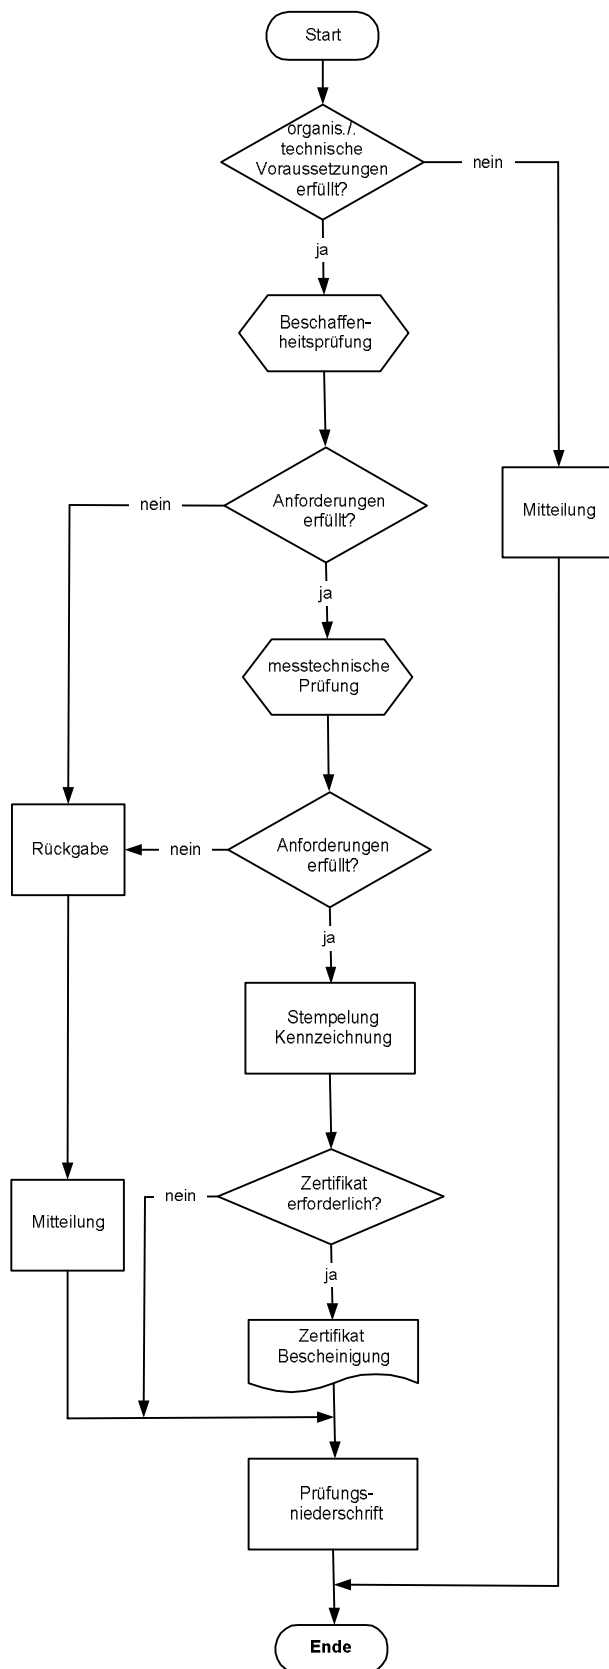 Start
organis./.
technische
Voraussetzungen
erfüllt?
nein
ja
Beschaffen-
heitsprüfung
Anforderungen
erfüllt?
nein
Mitteilung
ja
messtechnische
Prüfung
Anforderungen
erfüllt?
nein
Rückgabe
ja
Stempelung
Kennzeichnung
Zertifikat
erforderlich?
nein
Mitteilung
ja
Zertifikat
Bescheinigung
Prüfungs-
niederschrift
Ende